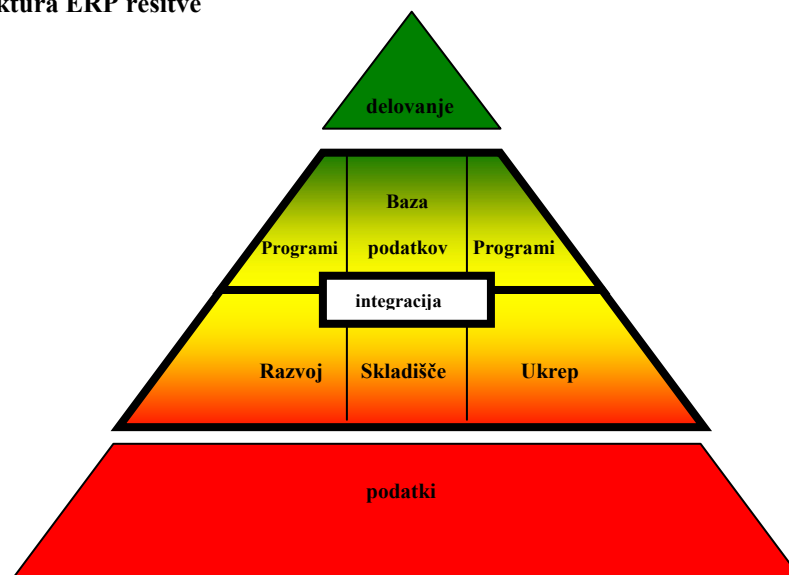 ktura ERP rešitve
delovanje
Baza
Programi podatkov Programi
integracija
Razvoj Skladišče Ukrep
podatki